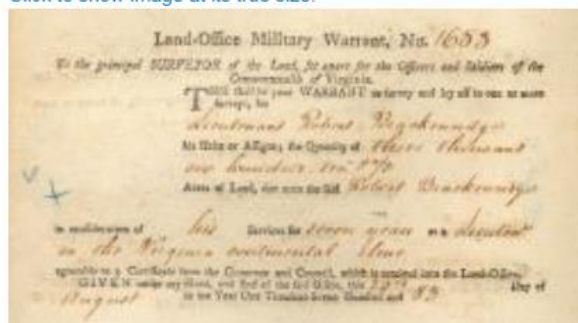 Click to show image at its true size.
Land-Office Military Warrant, No. 1633
To the principal SURVEYOR of the Land, set apart for the Officers and Soldiers of the
Commonwealth of Virginia.
THIS shall be your WARRANT to survey and lay off in one or more
Surveys, for
Lieutenant Robert
his Heirs or Assigns, the Quantity of three thousand
one hundred
Acres of Land, due unto the said Robert
in consideration of his Services for seven years as a
in the Virginia continental Line
agreeable to a Certificate from the Governor and Council, which is received into the Land-Office.
GIVEN under my Hand, and Seal of the said Office, this Day of
August in the Year One Thousand Seven Hundred and 83